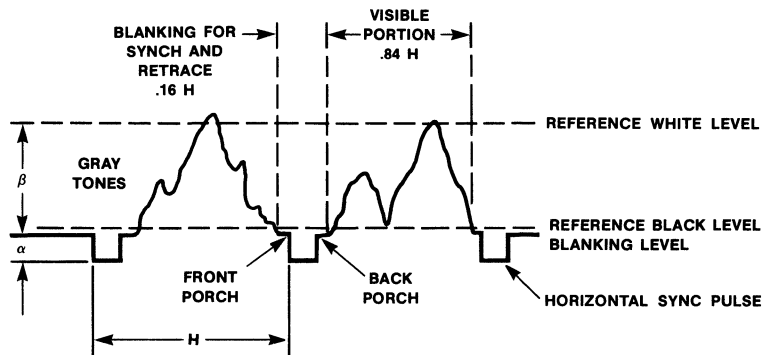 BLANKING FOR
SYNCH AND
RETRACE
.16 H
VISIBLE
PORTION
.84 H
REFERENCE WHITE LEVEL
GRAY
TONES
β
α
REFERENCE BLACK LEVEL
BLANKING LEVEL
FRONT
PORCH
BACK
PORCH
HORIZONTAL SYNC PULSE
H